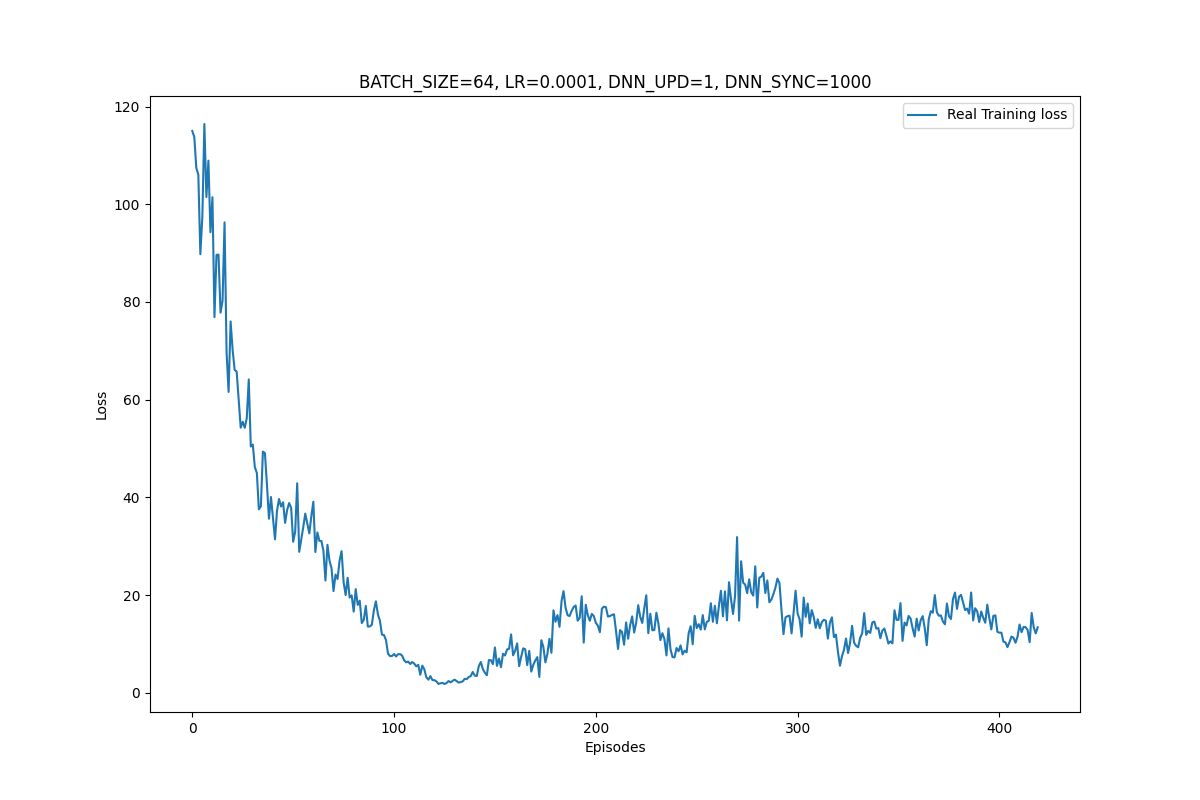 BATCH_SIZE=64, LR=0.0001, DNN_UPD=1, DNN_SYNC=1000
Real Training loss
120
100
80
60
40
20
0
Loss
0 100 200 300 400
Episodes